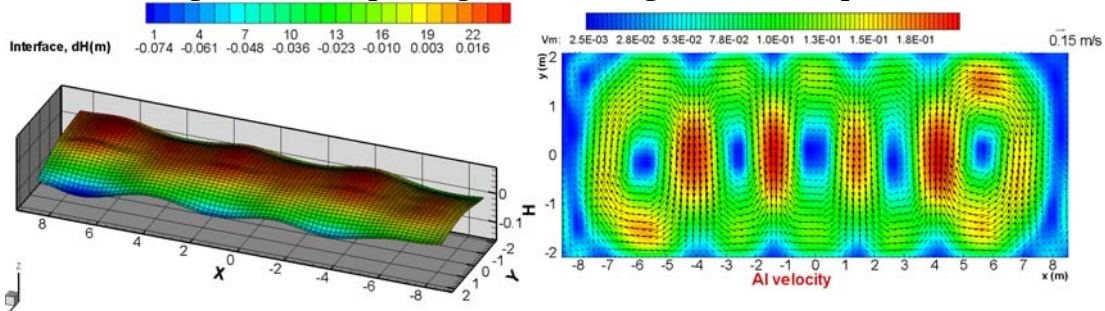 1 4 7 10 13 16 19 22
Interface, dH(m) -0.074 -0.061 -0.048 -0.036 -0.023 -0.010 0.003 0.016
0
-0.1
H
-2
-1
0
1
2
Y
8 6 4 2 0 -2 -4 -6 -8
X
z
Vm: 2.5E-03 2.8E-02 5.3E-02 7.8E-02 1.0E-01 13E-01 1.5E-01 1.8E-01
0.15 m/s
y (m)
2
1
0
-1
-2
-8 -7 -6 -5 -4 -3 -2 -1 0 1 2 3 4 5 6 7 8
x (m)
Al velocity